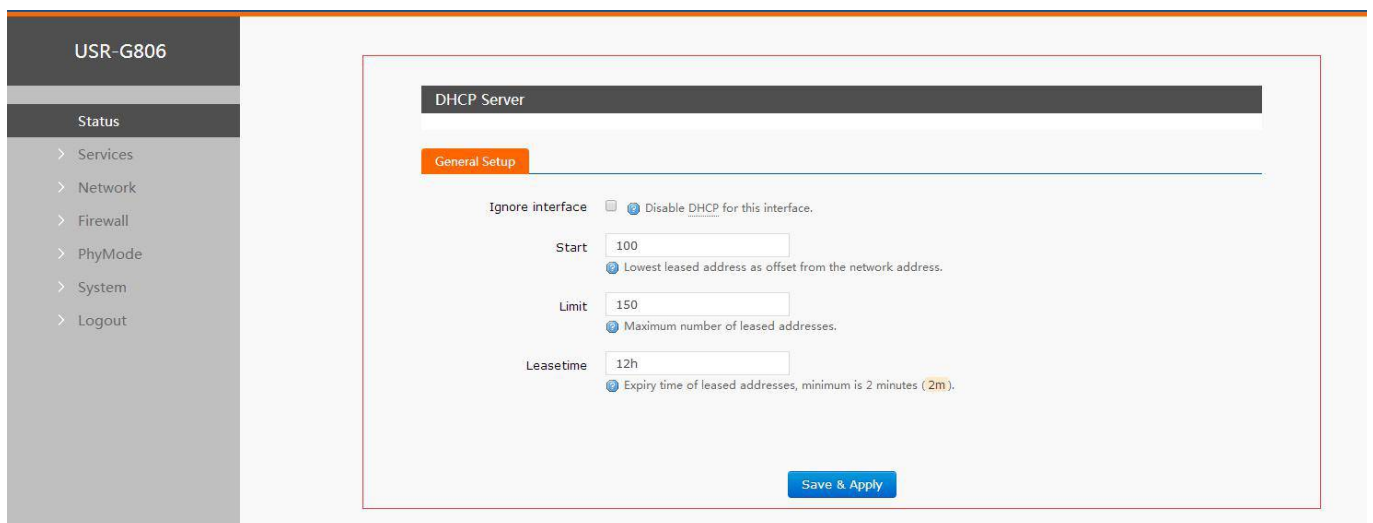 USR-G806
Status
Services
Network
Firewall
PhyMode
System
Logout
DHCP Server
General Setup
Ignore interface Disable DHCP for this interface.
Start 100
Lowest leased address as offset from the network address.
Limit 150
Maximum number of leased addresses.
Leasetime 12h
Expiry time of leased addresses, minimum is 2 minutes ( 2m ).
Save & Apply